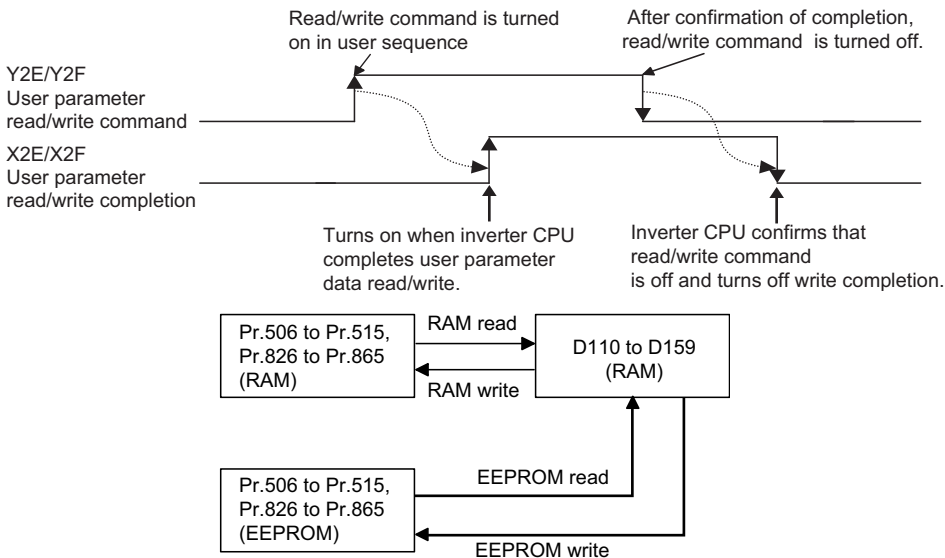 Read/write command is turned
on in user sequence
After confirmation of completion,
read/write command is turned off.
Y2E/Y2F
User parameter
read/write command
X2E/X2F
User parameter
read/write completion
Turns on when inverter CPU
completes user parameter
data read/write.
Inverter CPU confirms that
read/write command
is off and turns off write completion.
Pr.506 to Pr.515,
Pr.826 to Pr.865
(RAM)
RAM read
RAM write
D110 to D159
(RAM)
Pr.506 to Pr.515,
Pr.826 to Pr.865
(EEPROM)
EEPROM read
EEPROM write